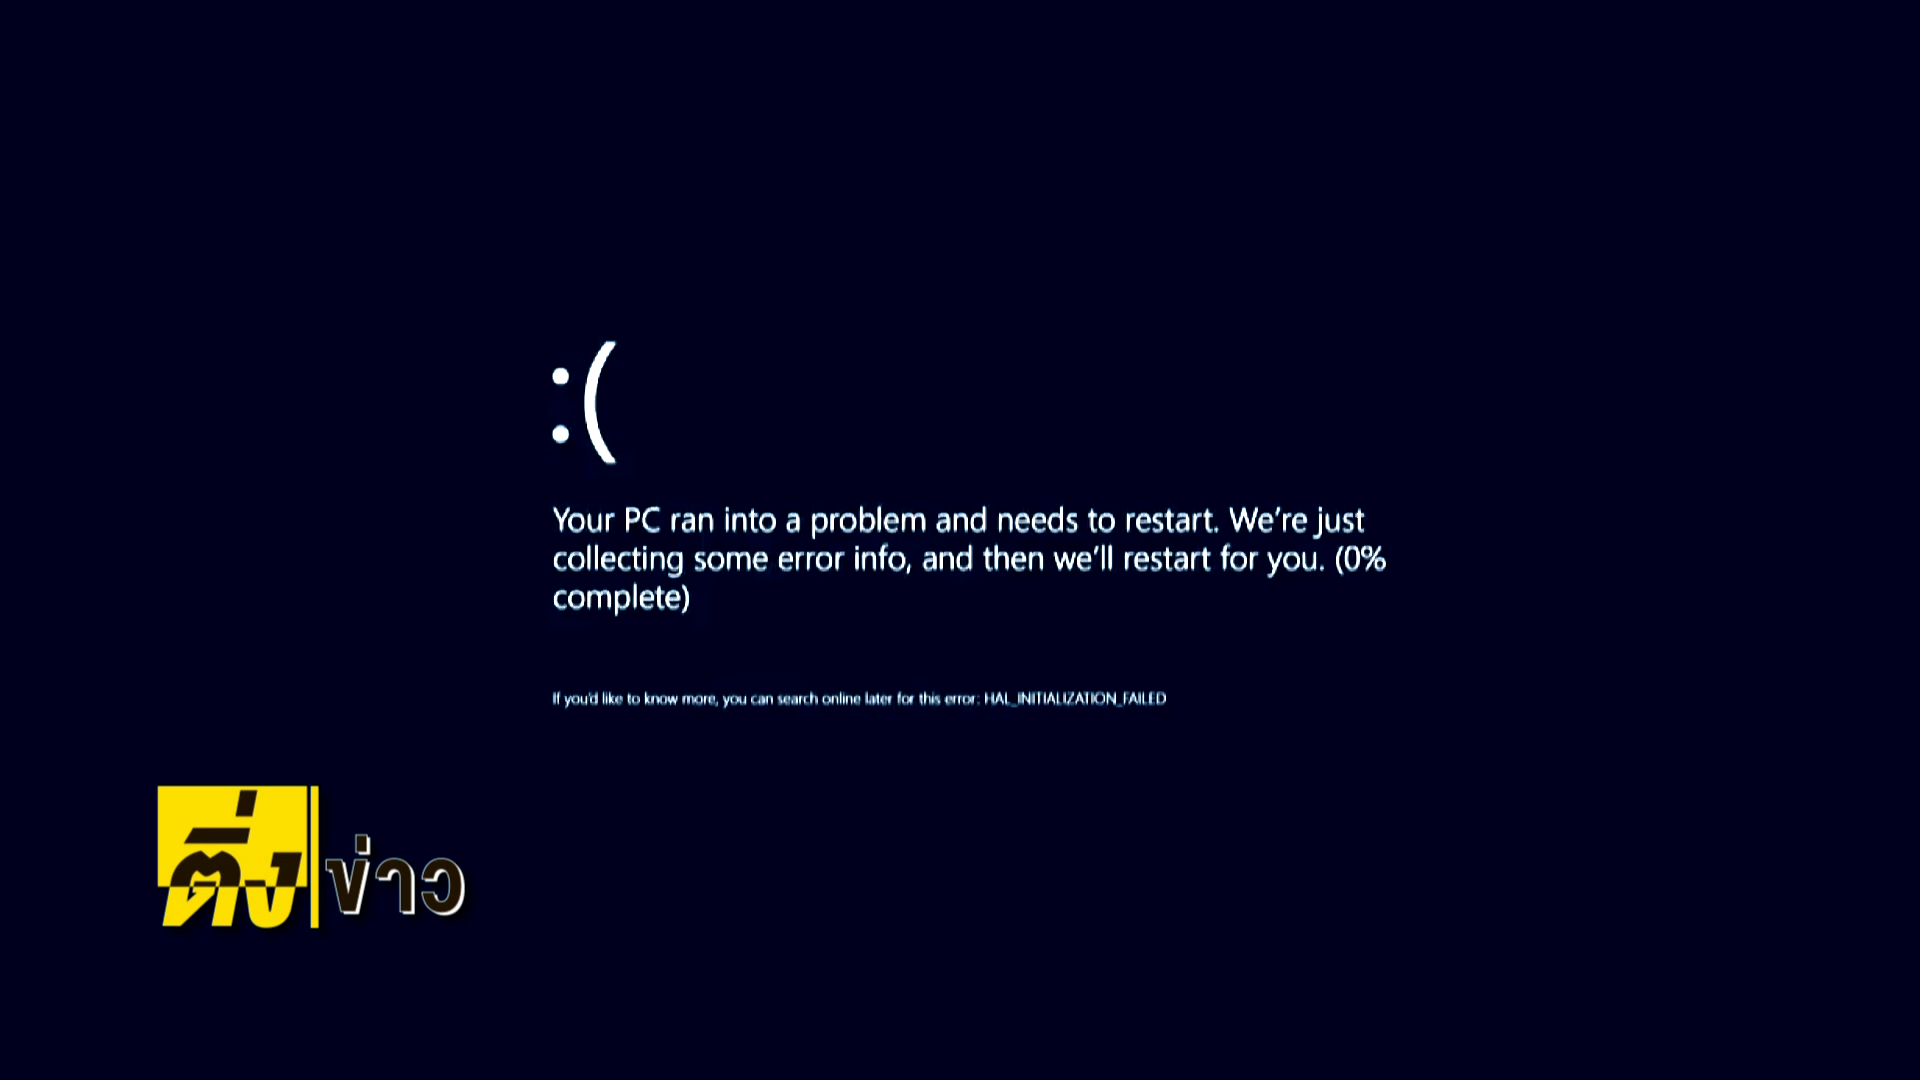 :(
Your PC ran into a problem and needs to restart. We're just
collecting some error info, and then we'll restart for you. (0%
complete)
If you'd like to know more, you can search online later for this error: HAL_INITIALIZATION_FAILED
ติ่ง ข่าว